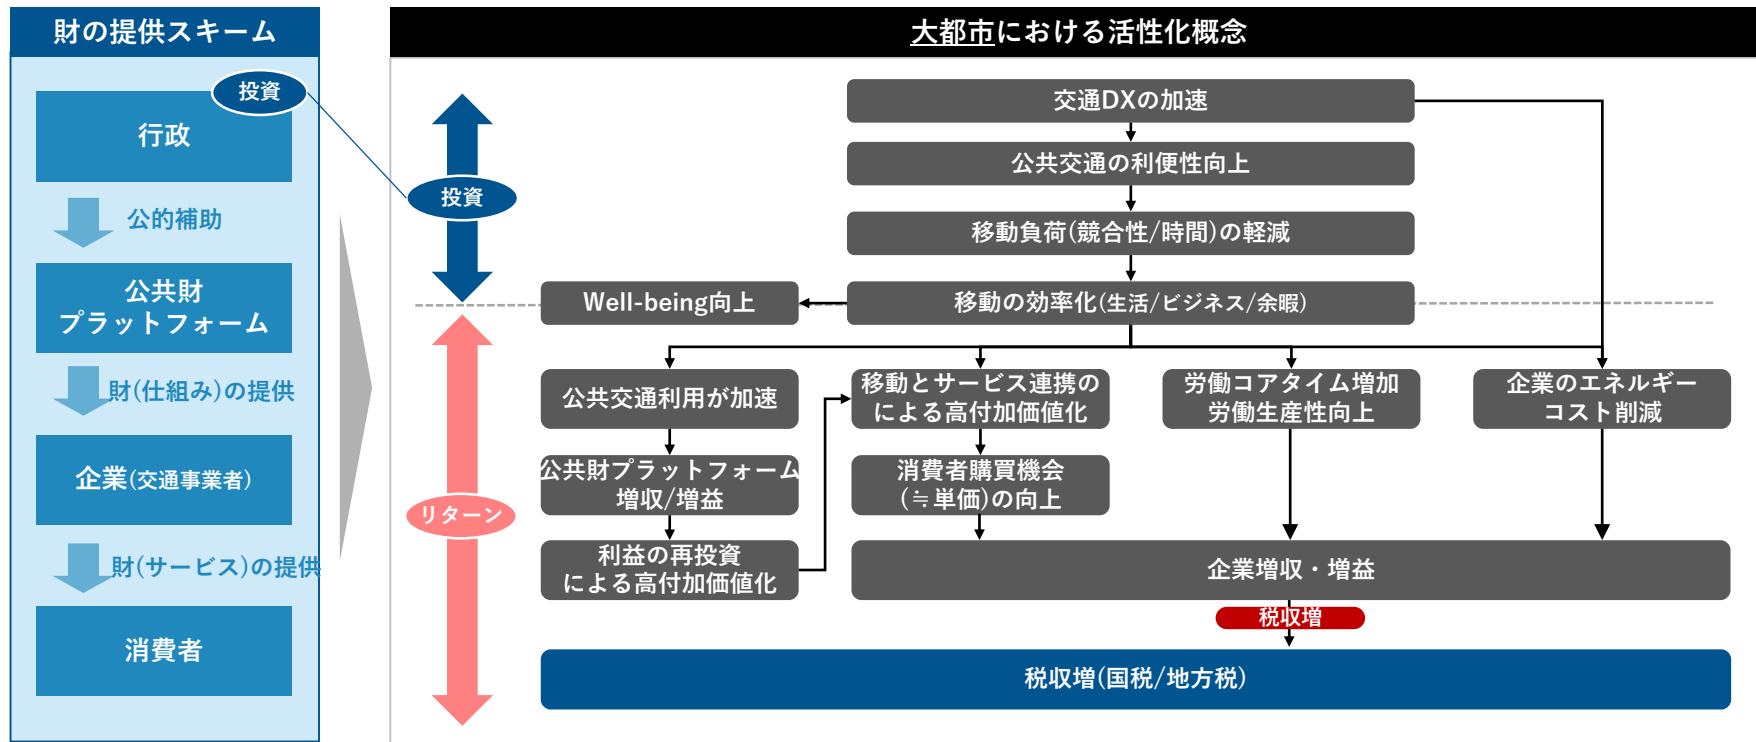 財の提供スキーム
投資
行政
公的補助
公共財
プラットフォーム
財(仕組み)の提供
企業(交通事業者)
財(サービス)の提供
消費者
大都市における活性化概念
投資
リターン
交通DXの加速
公共交通の利便性向上
移動負荷(競合性/時間)の軽減
Well-being向上
移動の効率化(生活/ビジネス/余暇)
公共交通利用が加速
移動とサービス連携の
による高付加価値化
労働コアタイム増加
労働生産性向上
企業のエネルギー
コスト削減
公共財プラットフォーム
増収/増益
消費者購買機会
(≒単価)の向上
利益の再投資
による高付加価値化
企業増収・増益
税収増
税収増(国税/地方税)